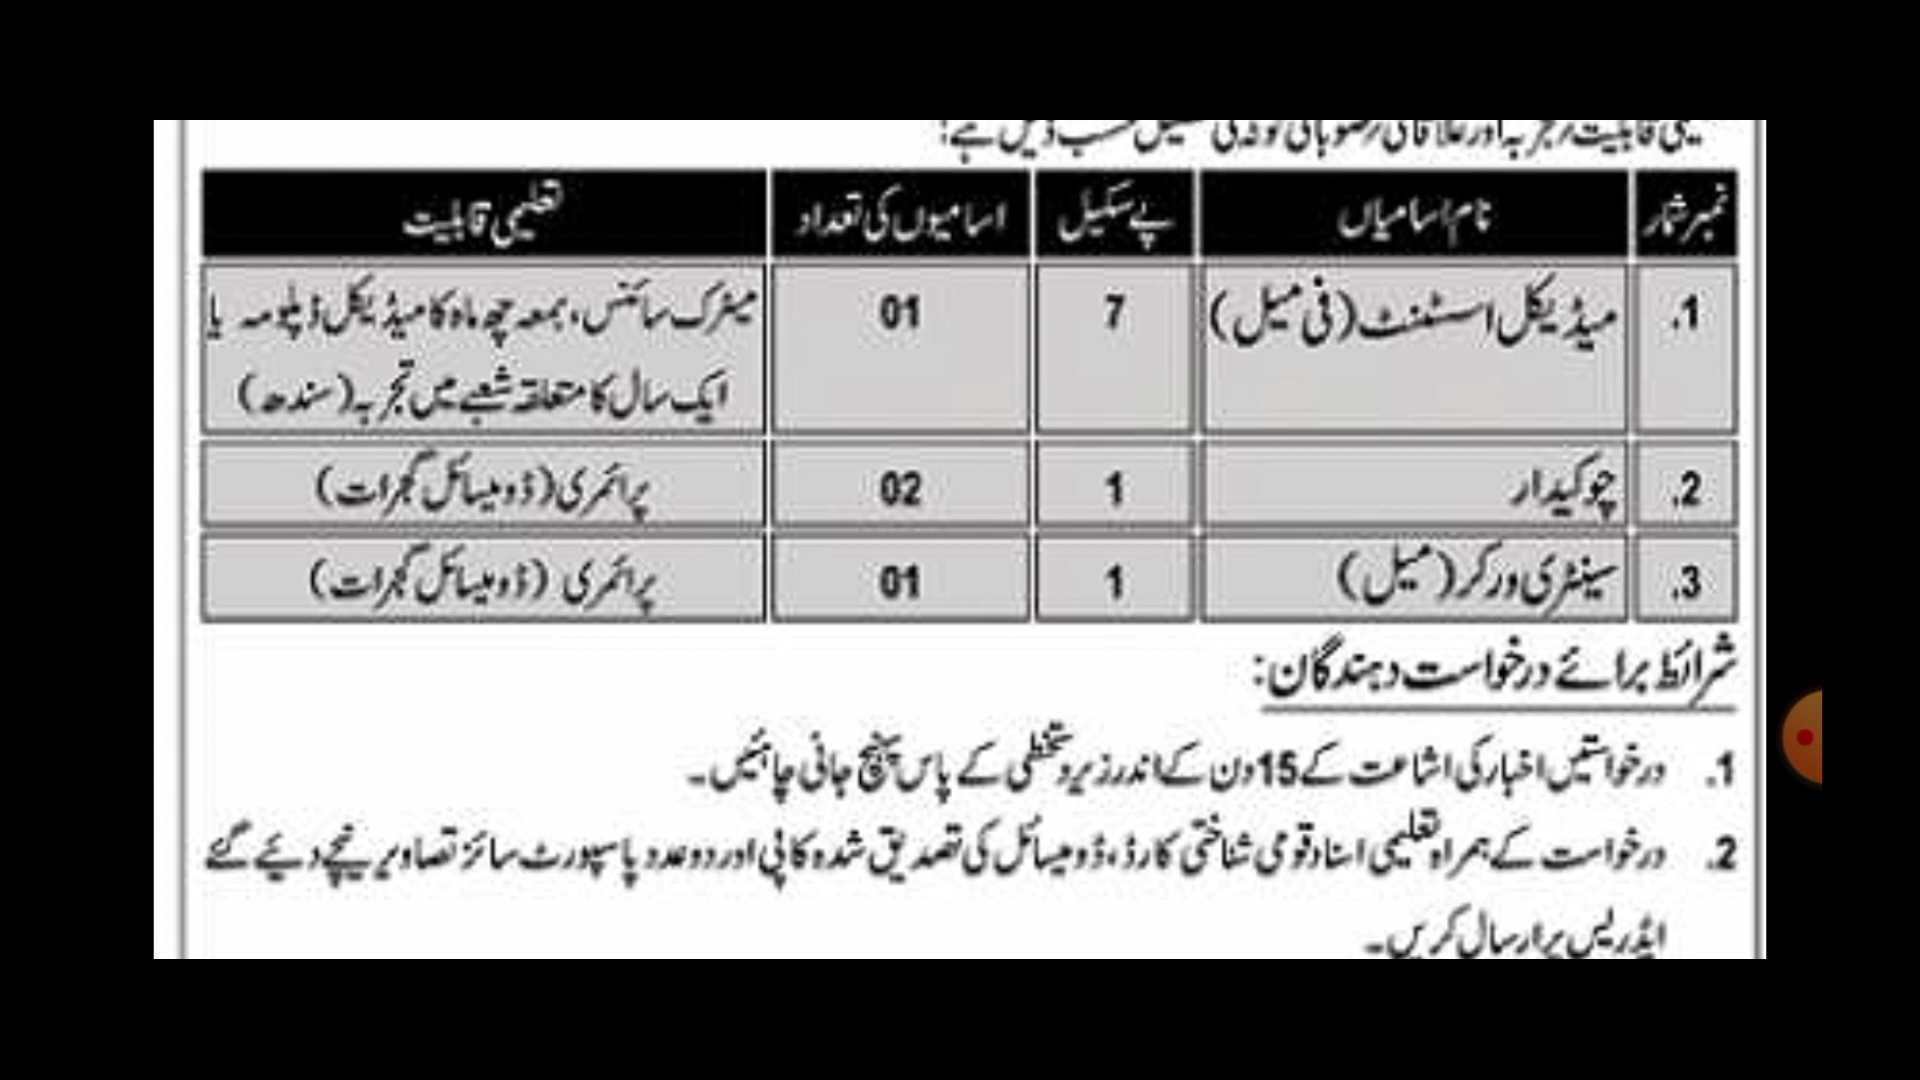 نمبر شمار | نام اسامیاں | پے سکیل | اسامیوں کی تعداد | تعلیمی قابلیت
1. | میڈیکل اسسٹنٹ (فی میل) | 7 | 01 | میٹرک سائنس، بمعہ چھ ماہ کا میڈیکل ڈپلومہ یا
ایک سال کا متعلقہ شعبے میں تجربہ (سندھ)
2. | چوکیدار | 1 | 02 | پرائمری (ڈومیسائل گجرات)
3. | سینٹری ورکر (میل) | 1 | 01 | پرائمری (ڈومیسائل گجرات)
شرائط برائے درخواست دہندگان:
1. درخواستیں اخبار کی اشاعت کے 15 دن کے اندر زیر دستخطی کے پاس پہنچ جانی چاہئیں۔
2. درخواست کے ہمراہ تعلیمی اسناد قومی شناختی کارڈ، ڈومیسائل کی تصدیق شدہ کاپی اور دو عدد پاسپورٹ سائز تصاویر نیچے دیئے گئے
ایڈریس پر ارسال کریں۔